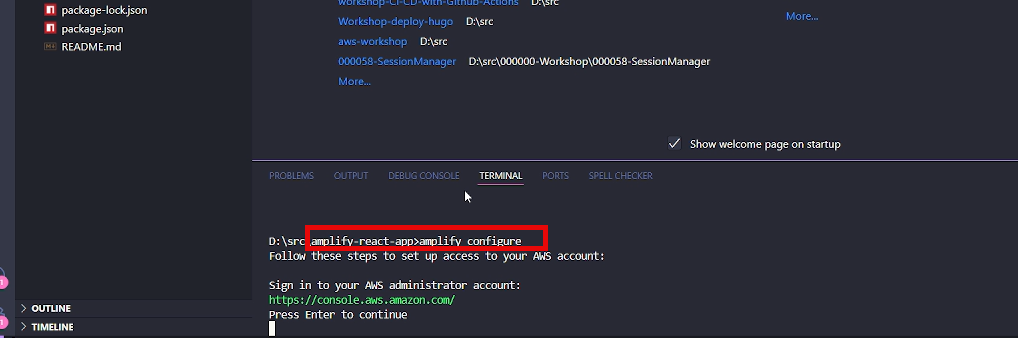 package-lock.json
package.json
README.md
OUTLINE
TIMELINE
workshop-CI-CD-with-Github-Actions D:\src
Workshop-deploy-hugo D:\src
aws-workshop D:\src
000058-SessionManager D:\src\000000-Workshop\000058-SessionManager
More...
More...
Show welcome page on startup
PROBLEMS OUTPUT DEBUG CONSOLE TERMINAL PORTS SPELL CHECKER
D:\src\amplify-react-app>amplify configure
Follow these steps to set up access to your AWS account:
Sign in to your AWS administrator account:
https://console.aws.amazon.com/
Press Enter to continue
1
1